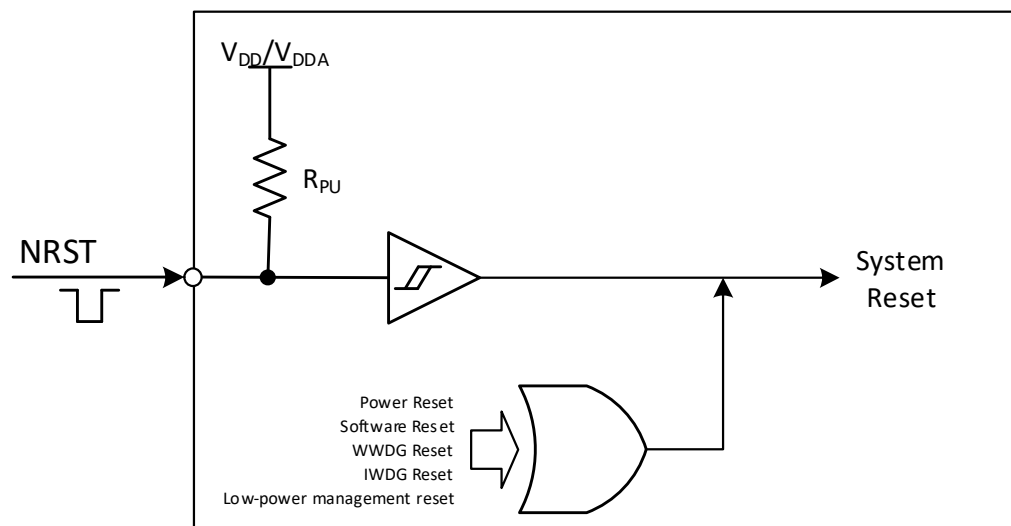 VDD/VDDA
RPU
NRST
System
Reset
Power Reset
Software Reset
WWDG Reset
IWDG Reset
Low-power management reset